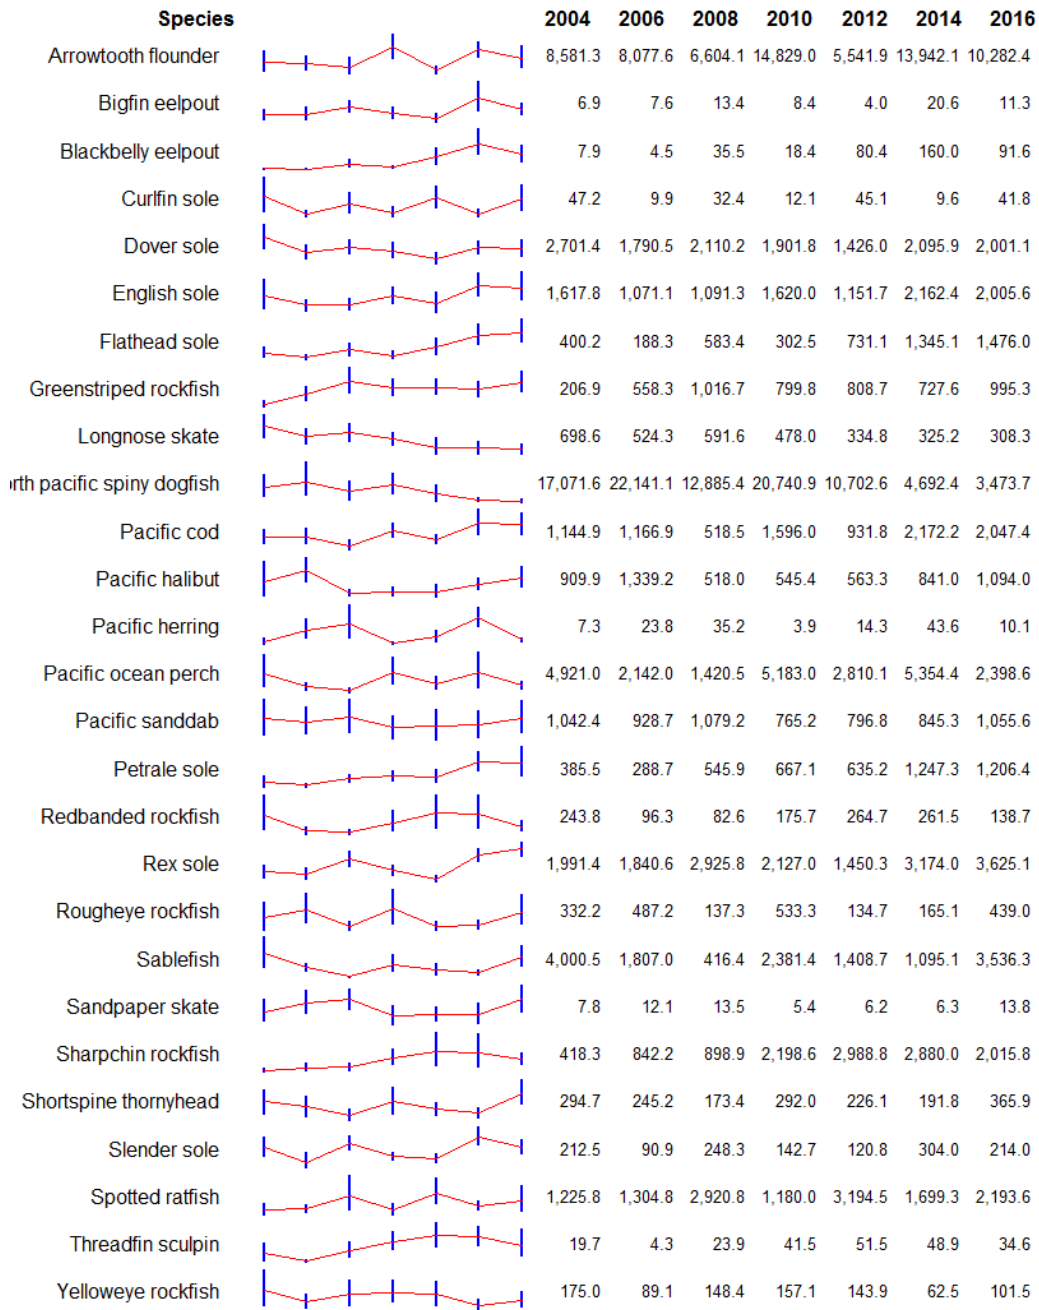 Species 2004 2006 2008 2010 2012 2014 2016
Arrowtooth flounder 8,581.3 8,077.6 6,604.1 14,829.0 5,541.9 13,942.1 10,282.4
Bigfin eelpout 6.9 7.6 13.4 8.4 4.0 20.6 11.3
Blackbelly eelpout 7.9 4.5 35.5 18.4 80.4 160.0 91.6
Curlfin sole 47.2 9.9 32.4 12.1 45.1 9.6 41.8
Dover sole 2,701.4 1,790.5 2,110.2 1,901.8 1,426.0 2,095.9 2,001.1
English sole 1,617.8 1,071.1 1,091.3 1,620.0 1,151.7 2,162.4 2,005.6
Flathead sole 400.2 188.3 583.4 302.5 731.1 1,345.1 1,476.0
Greenstriped rockfish 206.9 558.3 1,016.7 799.8 808.7 727.6 995.3
Longnose skate 698.6 524.3 591.6 478.0 334.8 325.2 308.3
rth pacific spiny dogfish 17,071.6 22,141.1 12,885.4 20,740.9 10,702.6 4,692.4 3,473.7
Pacific cod 1,144.9 1,166.9 518.5 1,596.0 931.8 2,172.2 2,047.4
Pacific halibut 909.9 1,339.2 518.0 545.4 563.3 841.0 1,094.0
Pacific herring 7.3 23.8 35.2 3.9 14.3 43.6 10.1
Pacific ocean perch 4,921.0 2,142.0 1,420.5 5,183.0 2,810.1 5,354.4 2,398.6
Pacific sanddab 1,042.4 928.7 1,079.2 765.2 796.8 845.3 1,055.6
Petrale sole 385.5 288.7 545.9 667.1 635.2 1,247.3 1,206.4
Redbanded rockfish 243.8 96.3 82.6 175.7 264.7 261.5 138.7
Rex sole 1,991.4 1,840.6 2,925.8 2,127.0 1,450.3 3,174.0 3,625.1
Rougheye rockfish 332.2 487.2 137.3 533.3 134.7 165.1 439.0
Sablefish 4,000.5 1,807.0 416.4 2,381.4 1,408.7 1,095.1 3,536.3
Sandpaper skate 7.8 12.1 13.5 5.4 6.2 6.3 13.8
Sharpchin rockfish 418.3 842.2 898.9 2,198.6 2,988.8 2,880.0 2,015.8
Shortspine thornyhead 294.7 245.2 173.4 292.0 226.1 191.8 365.9
Slender sole 212.5 90.9 248.3 142.7 120.8 304.0 214.0
Spotted ratfish 1,225.8 1,304.8 2,920.8 1,180.0 3,194.5 1,699.3 2,193.6
Threadfin sculpin 19.7 4.3 23.9 41.5 51.5 48.9 34.6
Yelloweye rockfish 175.0 89.1 148.4 157.1 143.9 62.5 101.5